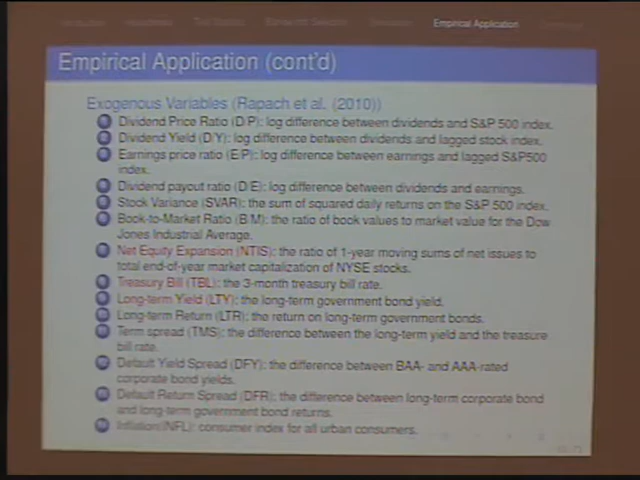 Empirical Application
Empirical Application (cont'd)
Exogenous Variables (Rapach et al. (2010))
Dividend Price Ratio (D/P): log difference between dividends and S&P 500 index.
Dividend Yield (D/Y): log difference between dividends and lagged stock index.
Earnings price ratio (E/P): log difference between earnings and lagged S&P500
index.
Dividend payout ratio (D/E): log difference between dividends and earnings.
Stock Variance (SVAR): the sum of squared daily returns on the S&P 500 index.
Book-to-Market Ratio (B/M): the ratio of book values to market value for the Dow
Jones Industrial Average.
Net Equity Expansion (NTIS): the ratio of 1-year moving sums of net issues to
total end-of-year market capitalization of NYSE stocks.
Treasury Bill (TBL): the 3-month treasury bill rate.
Long-term Yield (LTY): the long-term government bond yield.
Long-term Return (LTR): the return on long-term government bonds.
Term spread (TMS): the difference between the long-term yield and the treasure
bill rate.
Default Yield Spread (DFY): the difference between BAA- and AAA-rated
corporate bond yields.
Default Return Spread (DFR): the difference between long-term corporate bond
and long-term government bond returns.
Inflation (NFL): consumer index for all urban consumers.